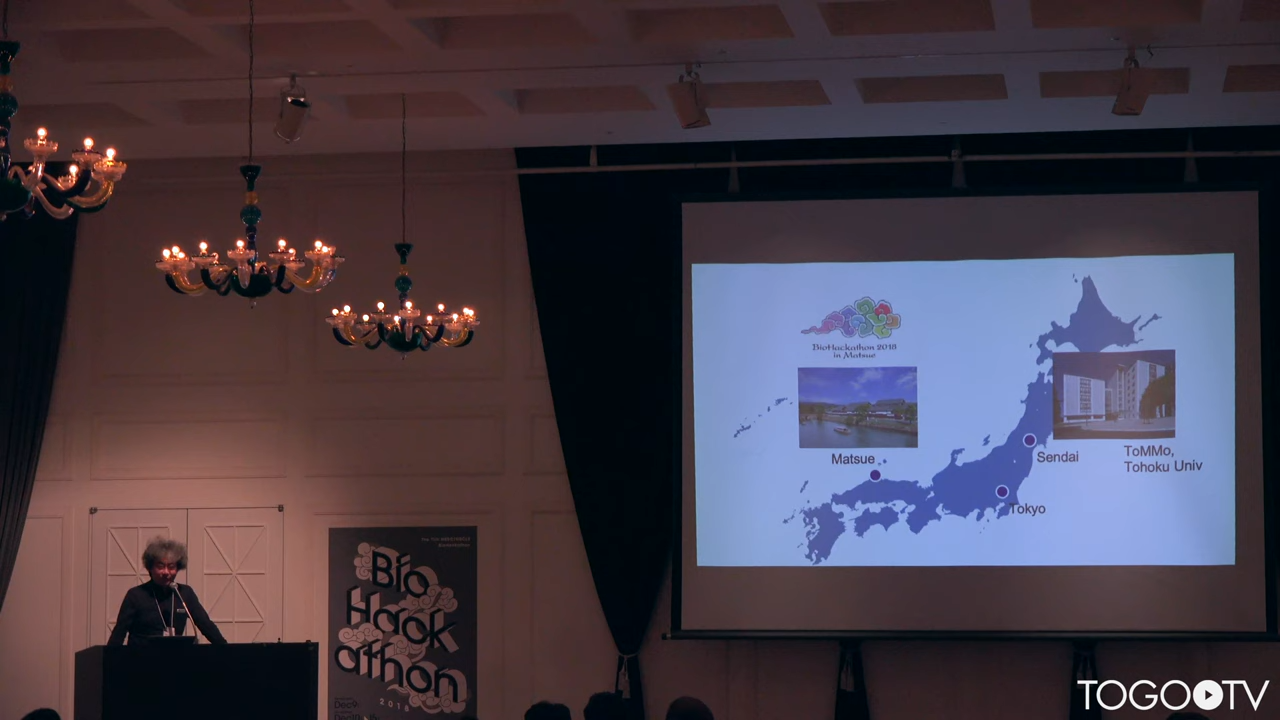 BioHackathon 2018
in Matsue
Matsue
Sendai
ToMMo,
Tohoku Univ
Tokyo
Bio
Hack
athon
2018
TOGOTV